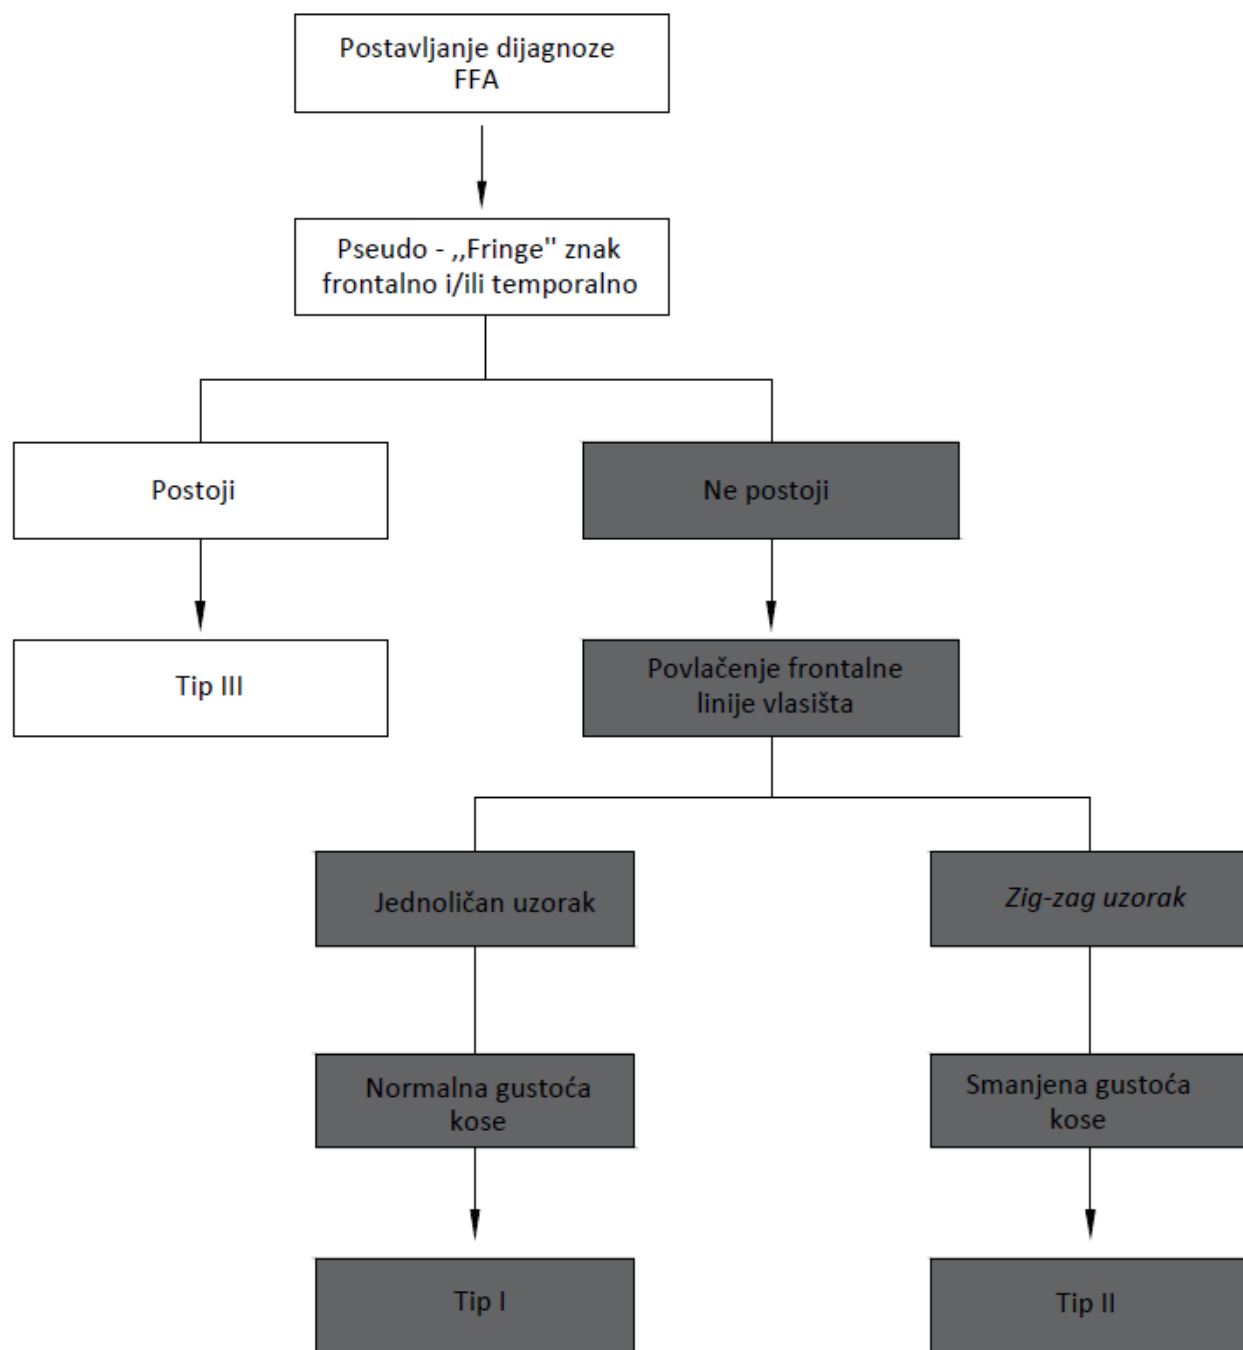 Postavljanje dijagnoze
FFA
Pseudo - ,,Fringe" znak
frontalno i/ili temporalno
Postoji
Ne postoji
Tip III
Povlačenje frontalne
linije vlasišta
Jednoličan uzorak
Zig-zag uzorak
Normalna gustoća
kose
Smanjena gustoća
kose
Tip I
Tip II